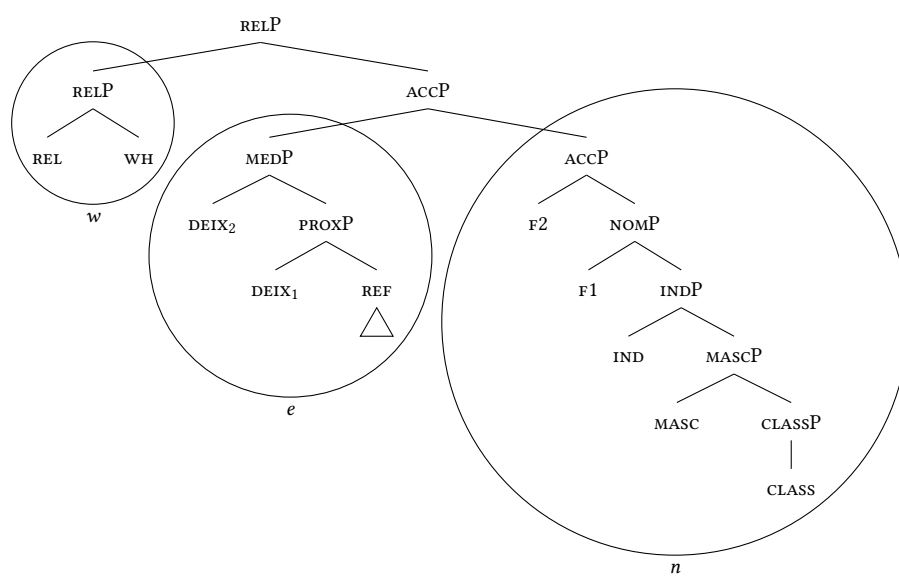 RELP
RELP ACCP
REL WH MEDP ACCP
w
DEIX₂ PROXP F2 NOMP
DEIX₁ REF F1 INDP
IND MASCP
e
MASC CLASSP
CLASS
n